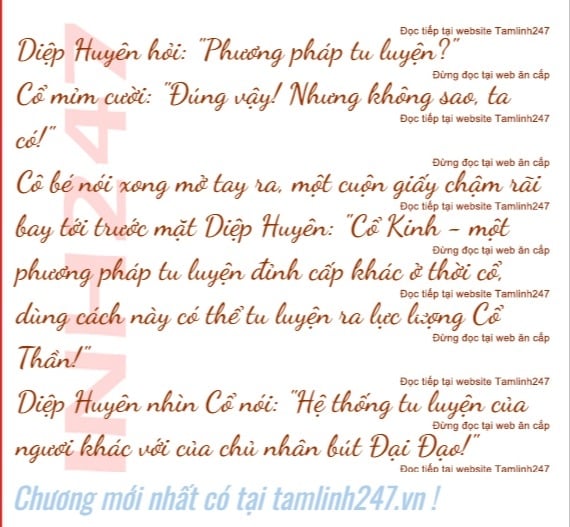 Đọc tiếp tại website Tamlinh247
Diệp Huyên hỏi: "Phương pháp tu luyện?"
Đừng đọc tại web ăn cắp
Cổ mỉm cười: "Đúng vậy! Nhưng không sao, ta
Đọc tiếp tại website Tamlinh247
có!"
Đừng đọc tại web ăn cắp
Cô bé nói xong mở tay ra, một cuộn giấy chậm rãi
Đọc tiếp tại website Tamlinh247
bay tới trước mặt Diệp Huyên: "Cổ Kinh - một
Đừng đọc tại web ăn cắp
phương pháp tu luyện đỉnh cấp khác ở thời cổ,
Đọc tiếp tại website Tamlinh247
dùng cách này có thể tu luyện ra lực lượng Cổ
Đừng đọc tại web ăn cắp
Thần!"
Đọc tiếp tại website Tamlinh247
Diệp Huyên nhìn Cổ nói: "Hệ thống tu luyện của
Đừng đọc tại web ăn cắp
ngươi khác với của chủ nhân bút Đại Đạo!"
Đọc tiếp tại website Tamlinh247
INH247
Chương mới nhất có tại tamlinh247.vn !